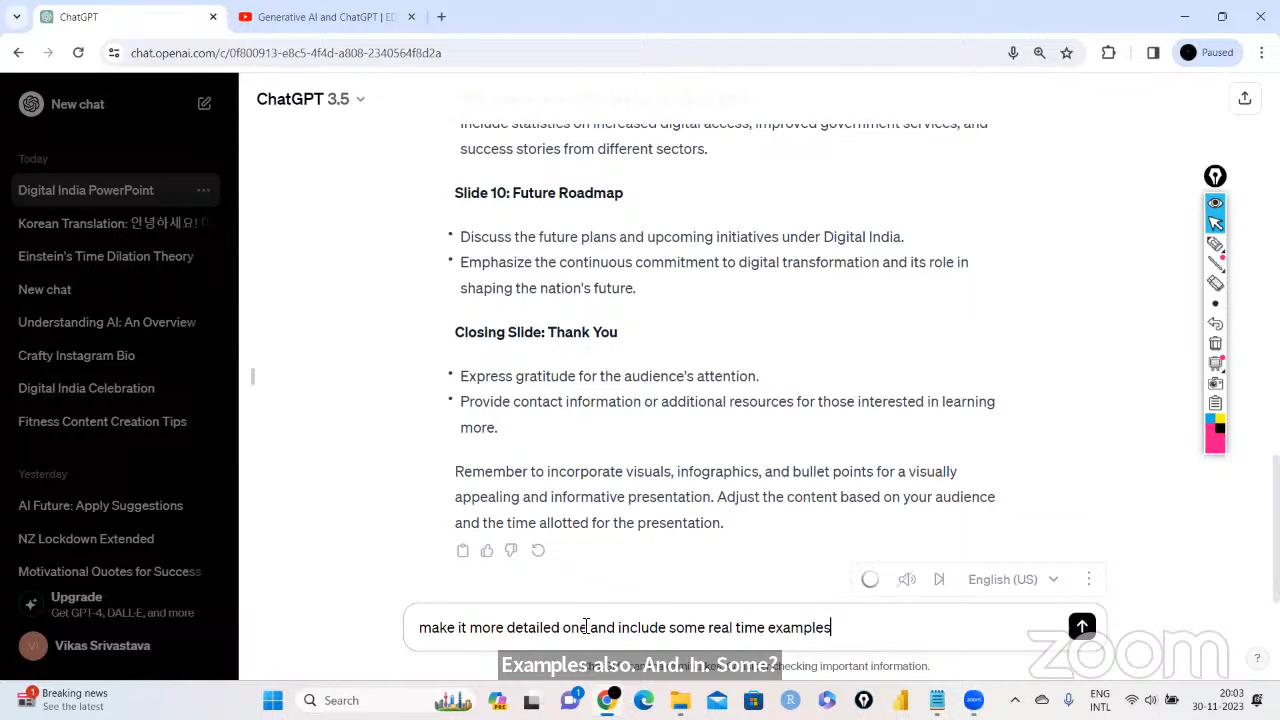 ChatGPT
Generative AI and ChatGPT | ED
chat.openai.com/c/0f800913-e8c5-4f4d-a808-2340564f8d2a
Paused
New chat
ChatGPT 3.5
Today
Digital India PowerPoint
Korean Translation: 안녕하세요!
Einstein's Time Dilation Theory
New chat
Understanding AI: An Overview
Crafty Instagram Bio
Digital India Celebration
Fitness Content Creation Tips
Yesterday
AI Future: Apply Suggestions
NZ Lockdown Extended
Motivational Quotes for Success
Upgrade
Get GPT-4, DALL·E, and more
VI
Vikas Srivastava
Include statistics on increased digital access, improved government services, and
success stories from different sectors.
Slide 10: Future Roadmap
• Discuss the future plans and upcoming initiatives under Digital India.
• Emphasize the continuous commitment to digital transformation and its role in
shaping the nation's future.
Closing Slide: Thank You
• Express gratitude for the audience's attention.
• Provide contact information or additional resources for those interested in learning
more.
Remember to incorporate visuals, infographics, and bullet points for a visually
appealing and informative presentation. Adjust the content based on your audience
and the time allotted for the presentation.
English (US)
make it more detailed one and include some real time examples
Examples also. And. In. Some?
checking important information.
zoom
?
1
Breaking news
See the latest
Search
PRE
1
R
zoom
ENG
INTL
20:03
30-11-2023